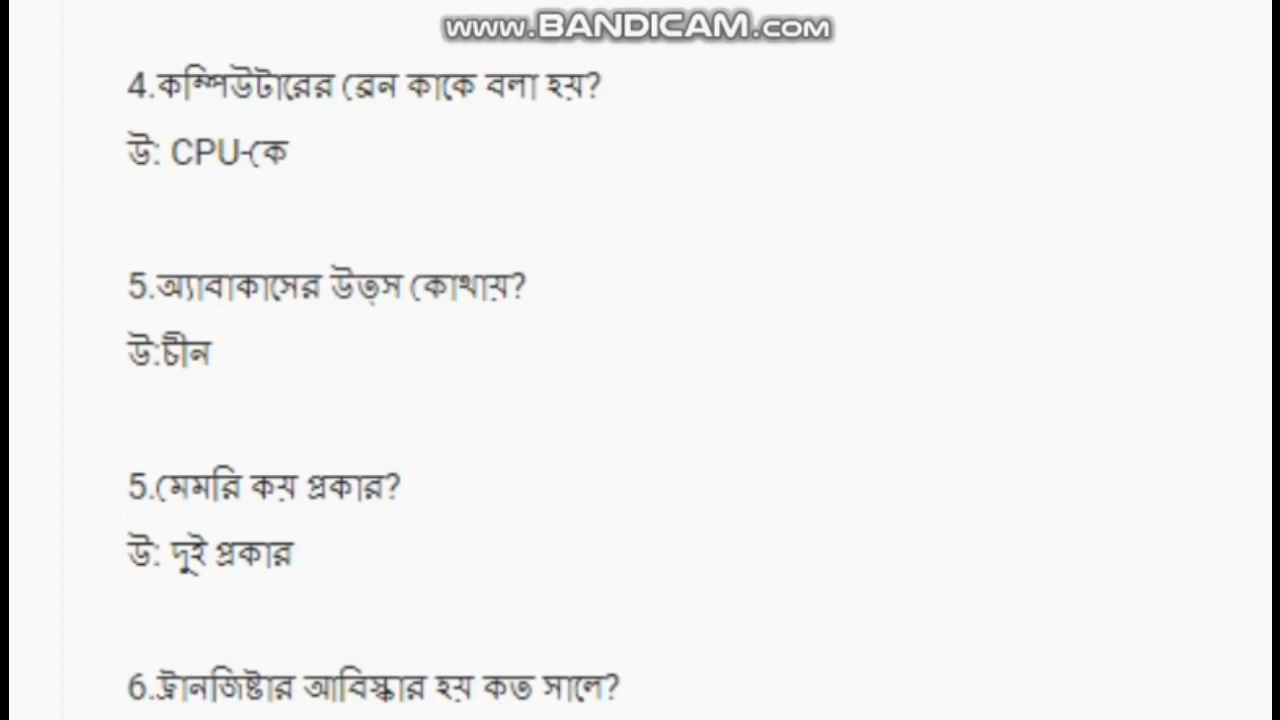 www.BANDICAM.com
4.কম্পিউটারের ব্রেন কাকে বলা হয়?
উ: CPU-কে
5.অ্যাবাকাসের উত্স কোথায়?
উ:চীন
5.মেমরি কয় প্রকার?
উ: দুই প্রকার
6.ট্রানজিষ্টার আবিস্কার হয় কত সালে?